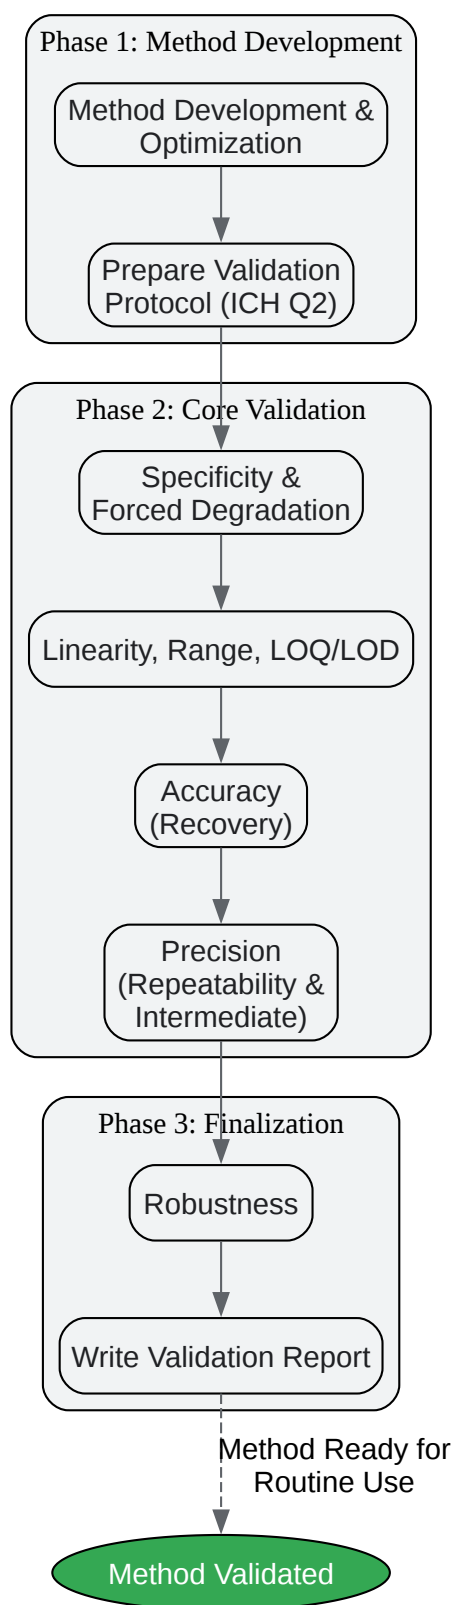 Phase 1: Method Development
Method Development &
Optimization
Prepare Validation
Protocol (ICH Q2)
Phase 2: Core Validation
Specificity &
Forced Degradation
Linearity, Range, LOQ/LOD
Accuracy
(Recovery)
Precision
(Repeatability &
Intermediate)
Phase 3: Finalization
Robustness
Write Validation Report
Method Ready for
Routine Use
Method Validated